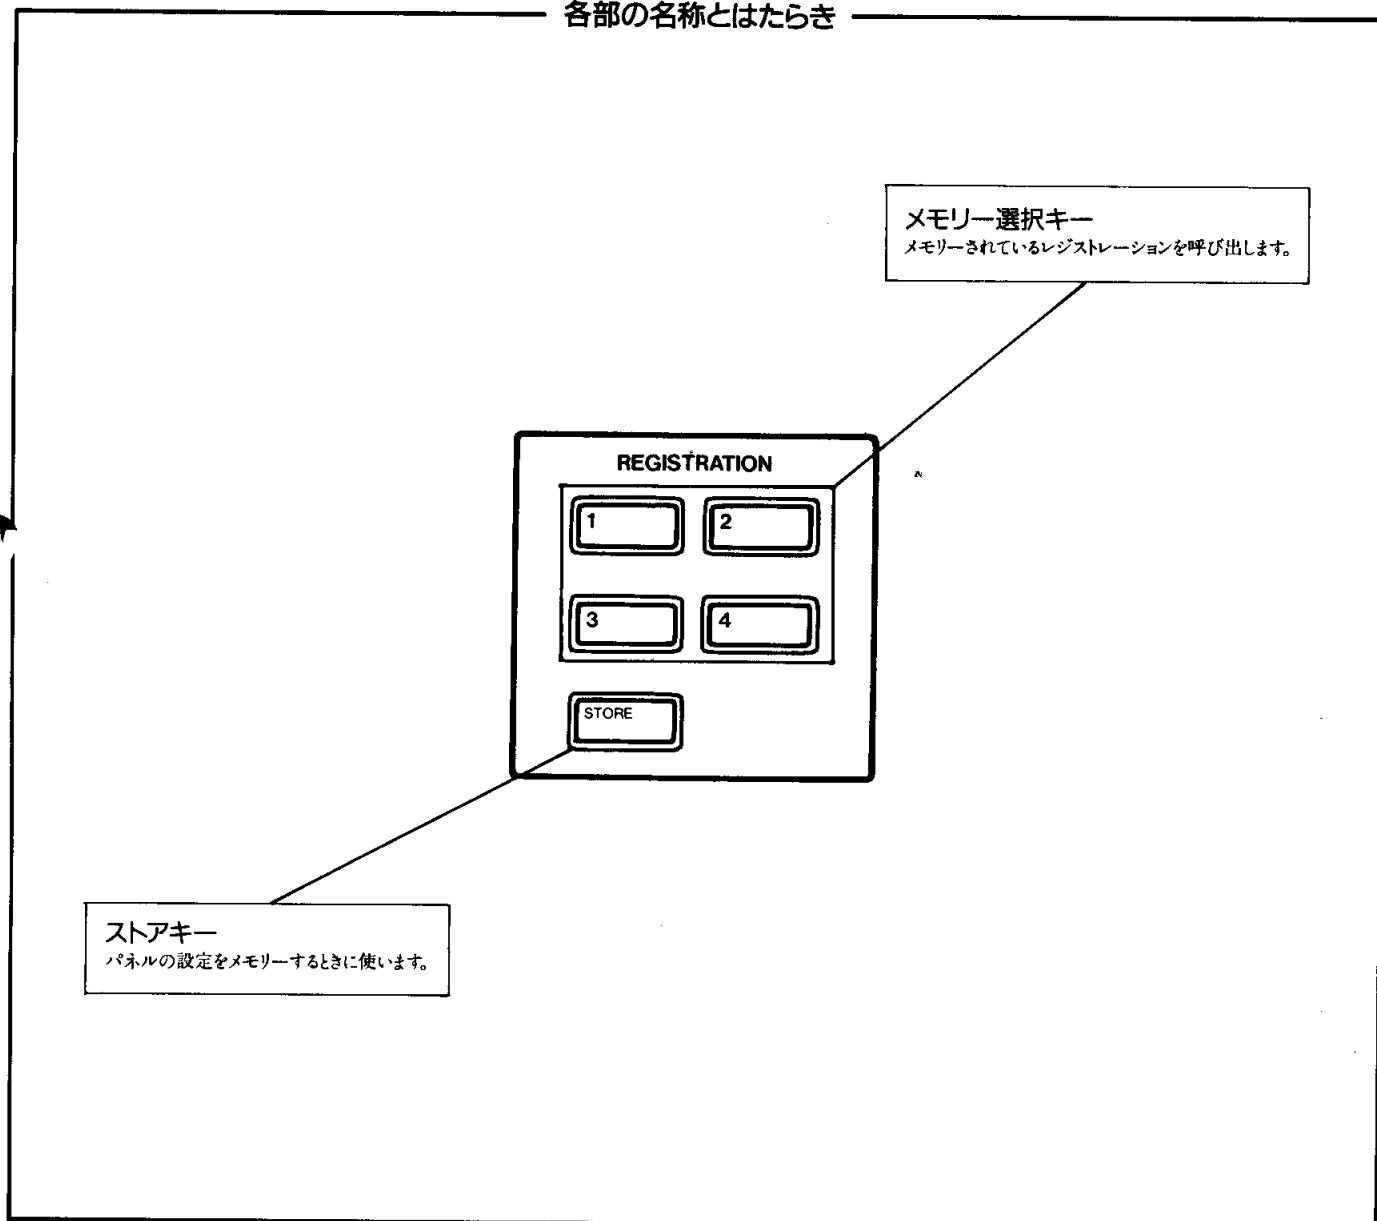 各部の名称とはたらき
メモリー選択キー
メモリーされているレジストレーションを呼び出します。
REGISTRATION
1 2
3 4
STORE
ストアキー
パネルの設定をメモリーするときに使います。